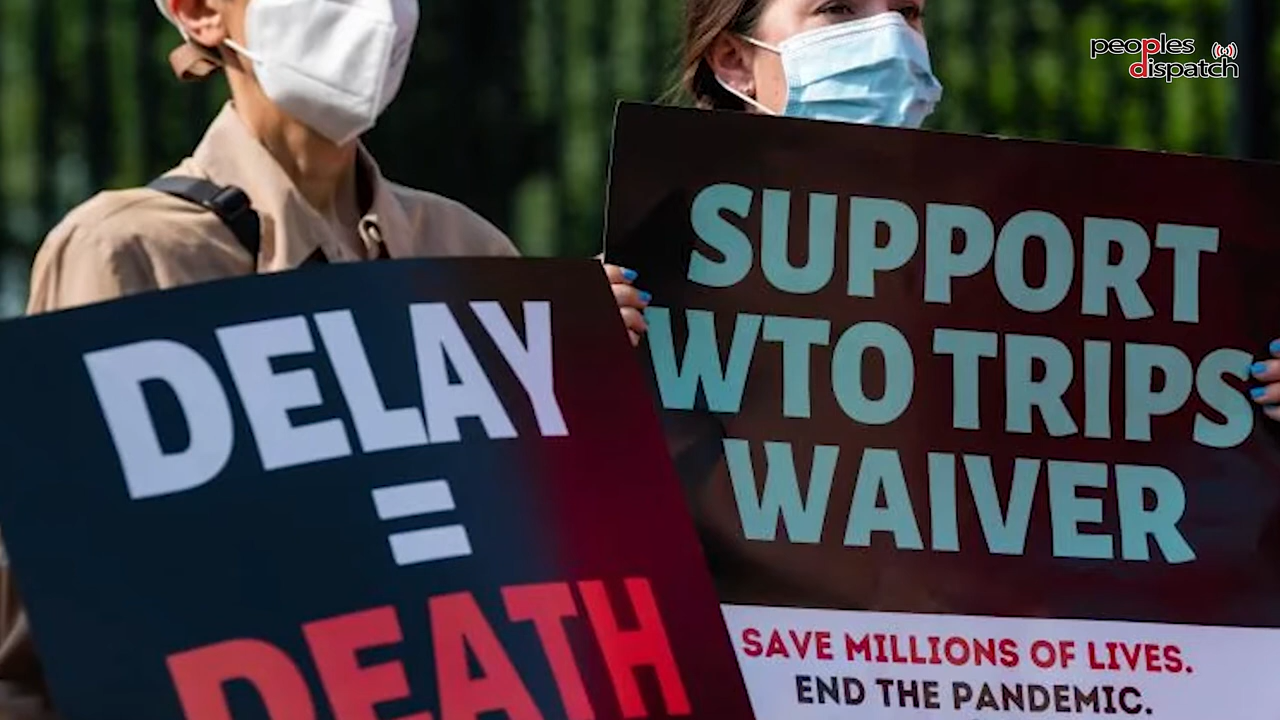 peoples
dispatch
DELAY
=
DEATH
SUPPORT
WTO TRIPS
WAIVER
SAVE MILLIONS OF LIVES.
END THE PANDEMIC.